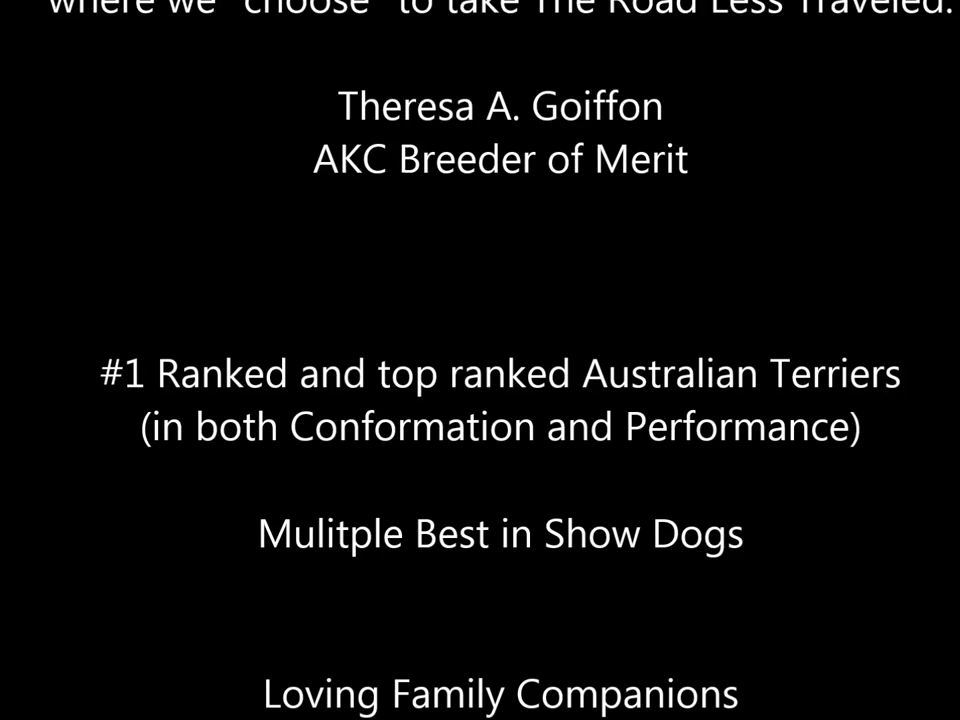 where we "choose" to take The Road Less Traveled.
Theresa A. Goiffon
AKC Breeder of Merit
#1 Ranked and top ranked Australian Terriers
(in both Conformation and Performance)
Mulitple Best in Show Dogs
Loving Family Companions